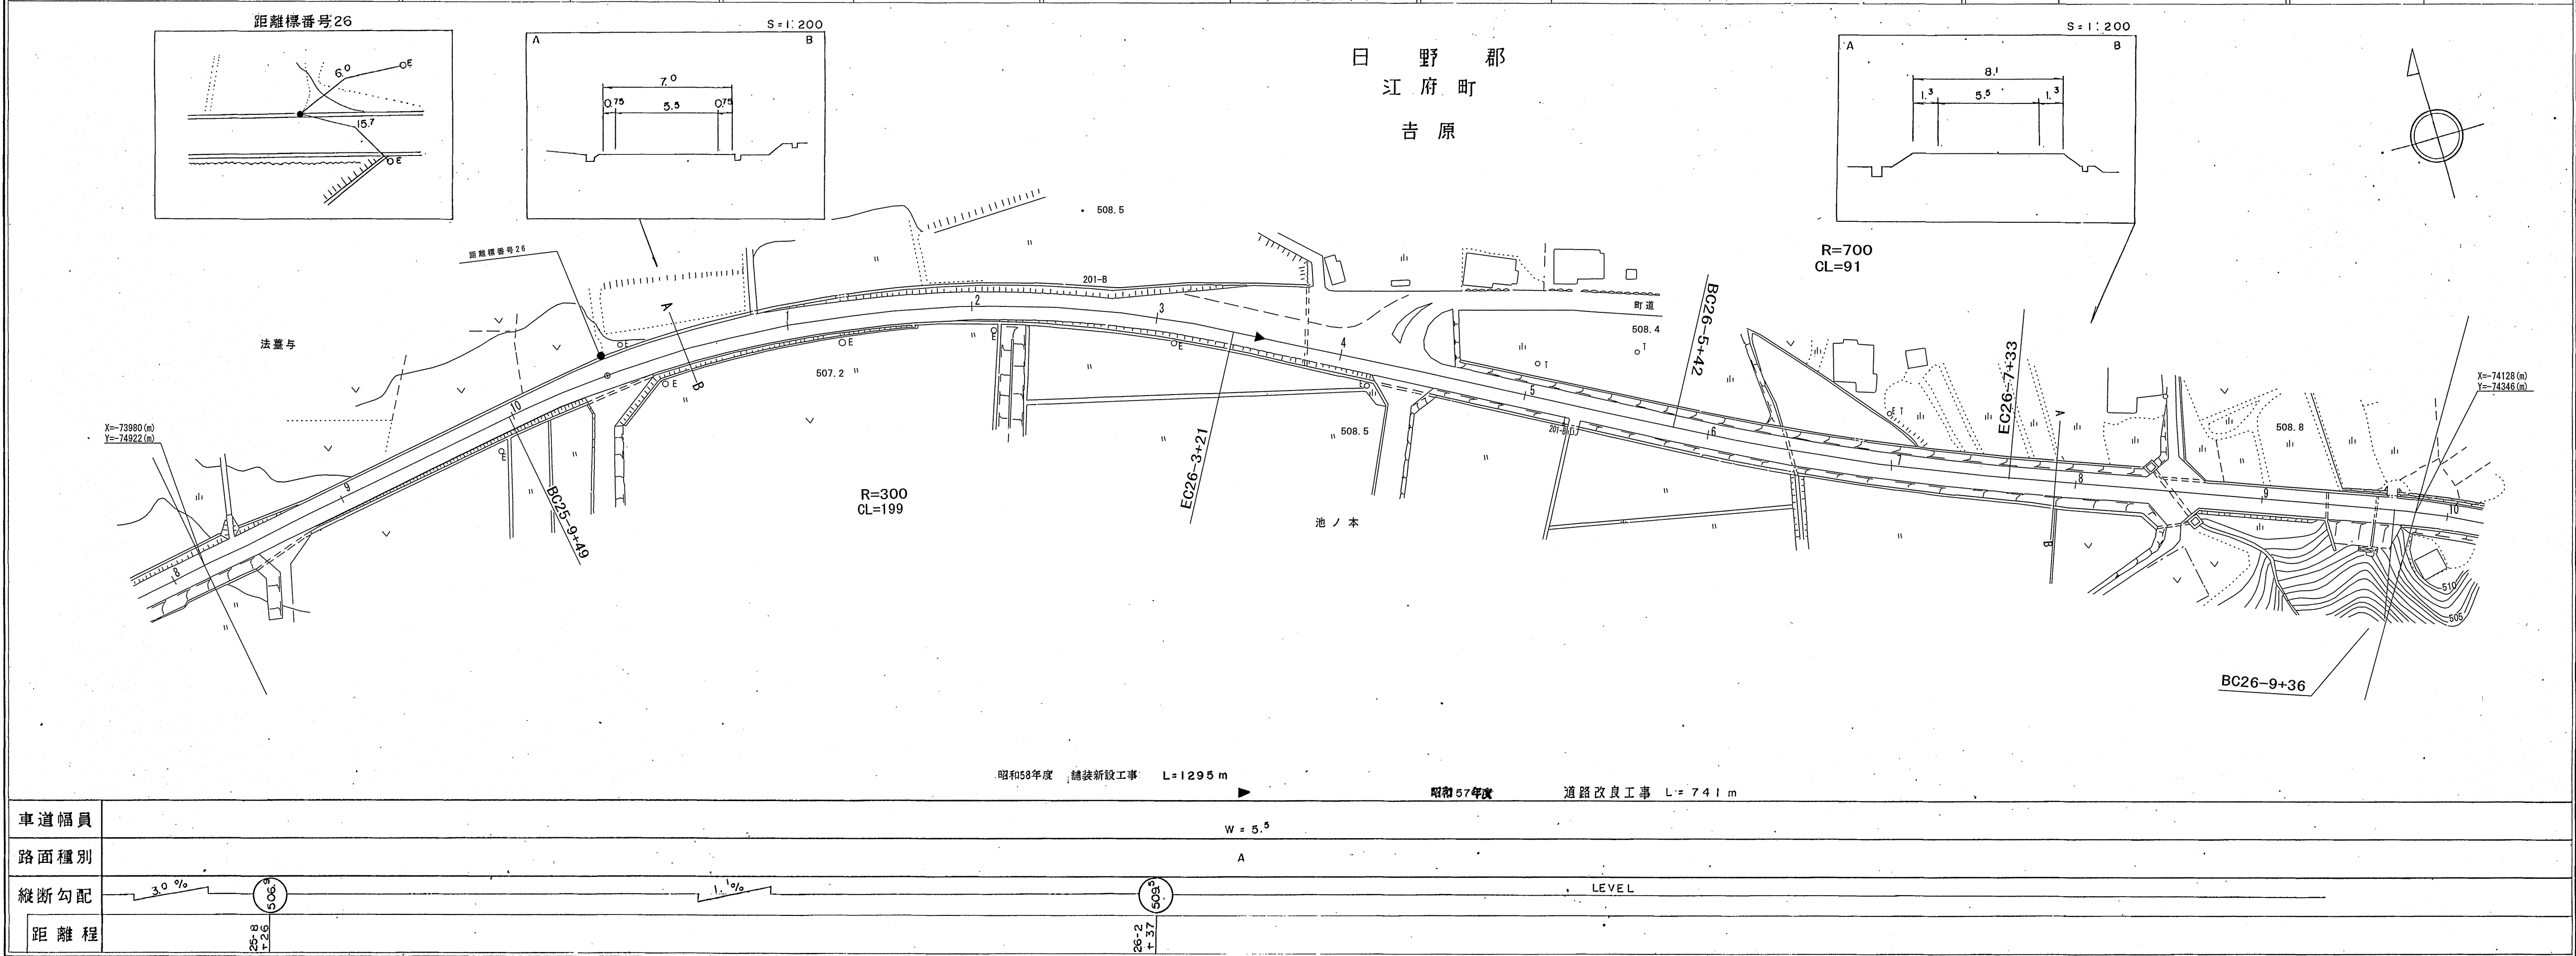 距離標番号26
6.0
E
15.7
E
S=1:200
A
B
7.0
0.75
5.5
0.75
日野郡
江府町
吉原
S=1:200
A
B
8.1
1.3
5.5
1.3
距離標番号26
508.5
201-B
R=700
CL=91
町道
508.4
法墓与
A
B
E
E
507.2
E
E
E
E
E
T
T
E T
X=-73980(m)
Y=-74922(m)
8
9
10
1
2
3
4
5
6
7
8
9
10
BC25-9+49
EC26-3+21
BC26-5+42
EC26-7+33
A
B
508.8
X=-74128(m)
Y=-74346(m)
R=300
CL=199
508.5
池ノ本
510
505
BC26-9+36
昭和58年度 舗装新設工事 L=1295m
昭和57年度 道路改良工事 L=741m
車道幅員
W=5.5
路面種別
A
縦断勾配
3.0%
506.9
1.1%
509.5
LEVEL
距離程
25-8
+26
26-2
+37